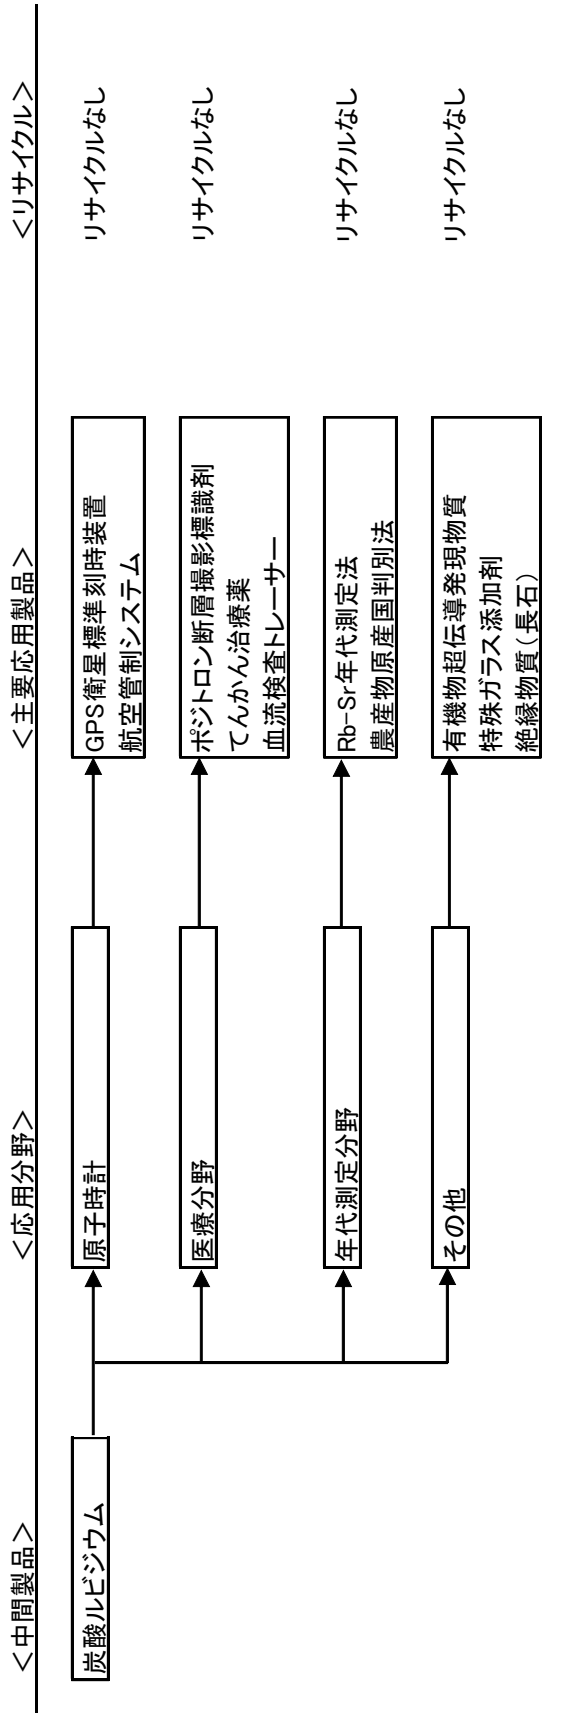 <中間製品>
<応用分野>
<主要応用製品>
<リサイクル>
炭酸ルビジウム
原子時計
GPS衛星標準刻時装置
航空管制システム
リサイクルなし
医療分野
ポジトロン断層撮影標識剤
てんかん治療薬
血流検査トレーサー
リサイクルなし
年代測定分野
Rb-Sr年代測定法
農産物原産国判別法
リサイクルなし
その他
有機物超伝導発現物質
特殊ガラス添加剤
絶縁物質(長石)
リサイクルなし